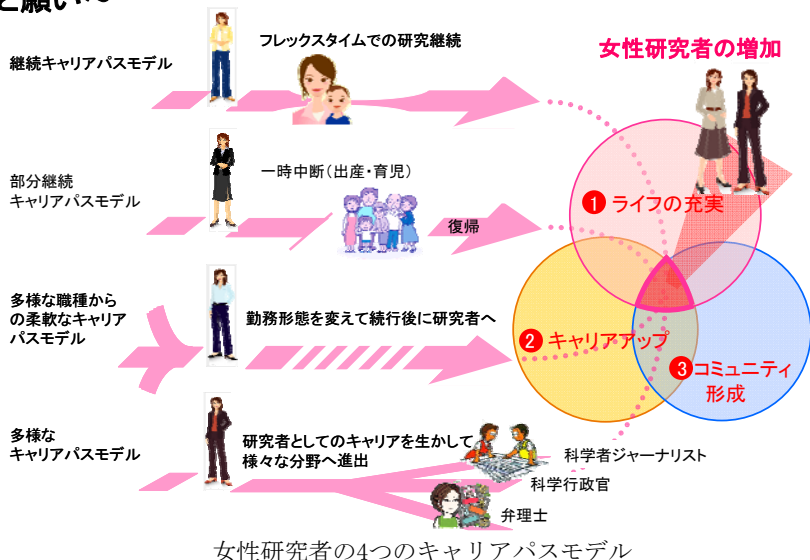 と願い
継続キャリアパスモデル
フレックスタイムでの研究継続
女性研究者の増加
部分継続
キャリアパスモデル
一時中断(出産・育児)
復帰
❶ ライフの充実
多様な職種から
の柔軟なキャリア
パスモデル
勤務形態を変えて続行後に研究者へ
❷ キャリアアップ
❸コミュニティ
形成
多様な
キャリアパスモデル
研究者としてのキャリアを生かして
様々な分野へ進出
科学者ジャーナリスト
科学行政官
弁理士
女性研究者の4つのキャリアパスモデル